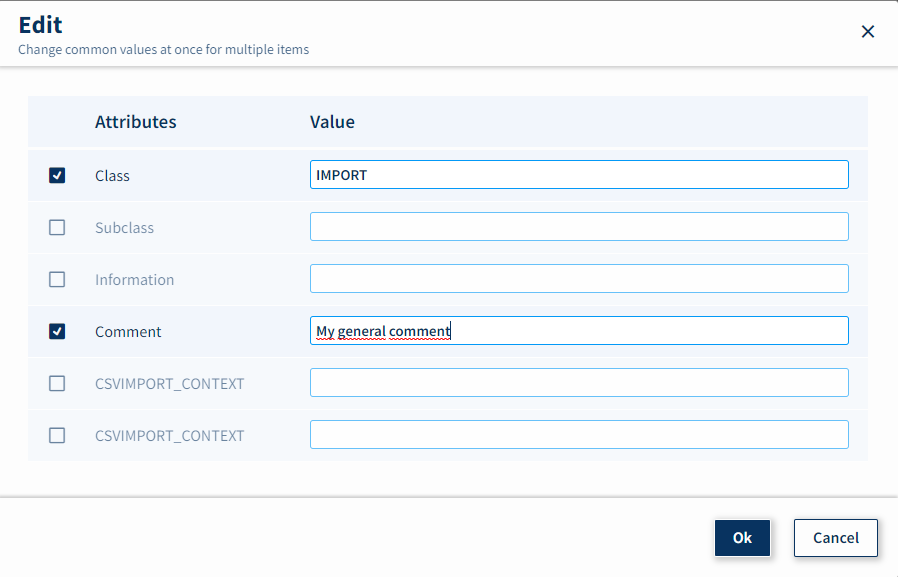 Edit
Change common values at once for multiple items
Attributes Value
Class IMPORT
Subclass
Information
Comment My general comment
CSVIMPORT_CONTEXT
CSVIMPORT_CONTEXT
Ok Cancel